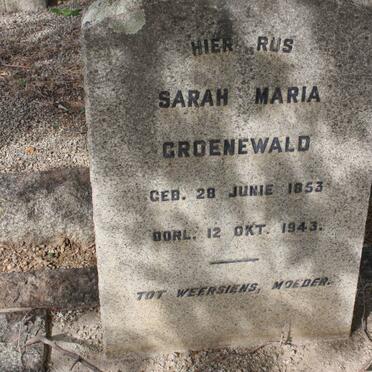 HIER RUS
SARAH MARIA
GROENEWALD
GEB. 28 JUNIE 1853
OORL. 12 OKT. 1943.
TOT WEERSIENS, MOEDER.